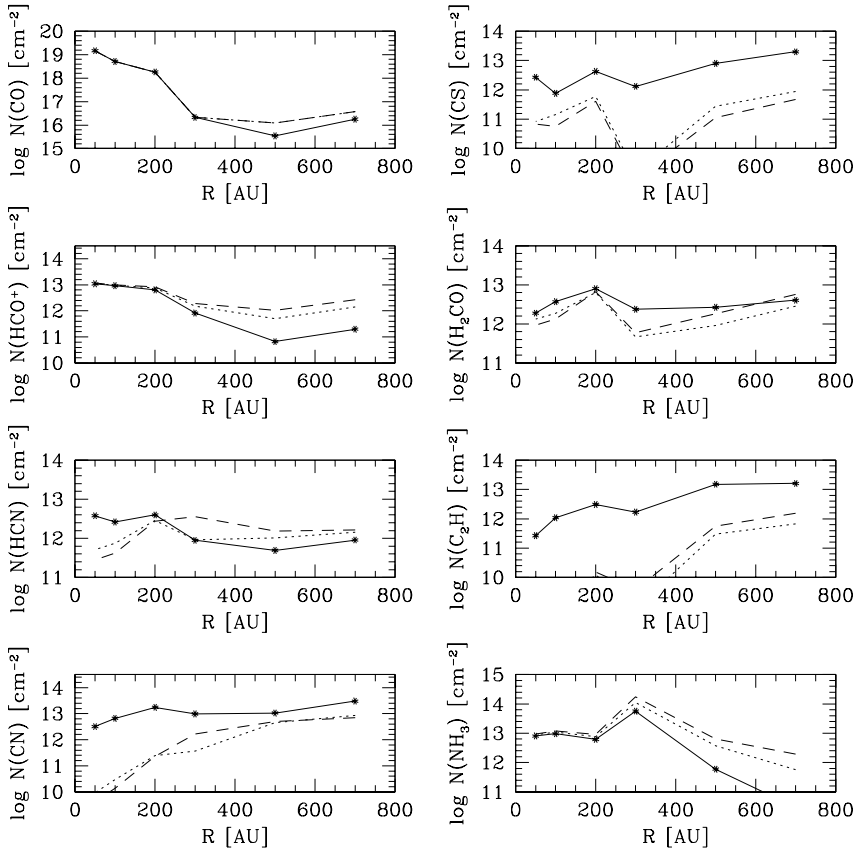 log N(CO) [cm⁻²]
20
19
18
17
16
15
0 200 400 600 800
R [AU]
log N(CS) [cm⁻²]
14
13
12
11
10
0 200 400 600 800
R [AU]
log N(HCO⁺) [cm⁻²]
14
13
12
11
10
0 200 400 600 800
R [AU]
log N(H₂CO) [cm⁻²]
14
13
12
11
0 200 400 600 800
R [AU]
log N(HCN) [cm⁻²]
14
13
12
11
0 200 400 600 800
R [AU]
log N(C₂H) [cm⁻²]
14
13
12
11
10
0 200 400 600 800
R [AU]
log N(CN) [cm⁻²]
14
13
12
11
10
0 200 400 600 800
R [AU]
log N(NH₃) [cm⁻²]
15
14
13
12
11
0 200 400 600 800
R [AU]